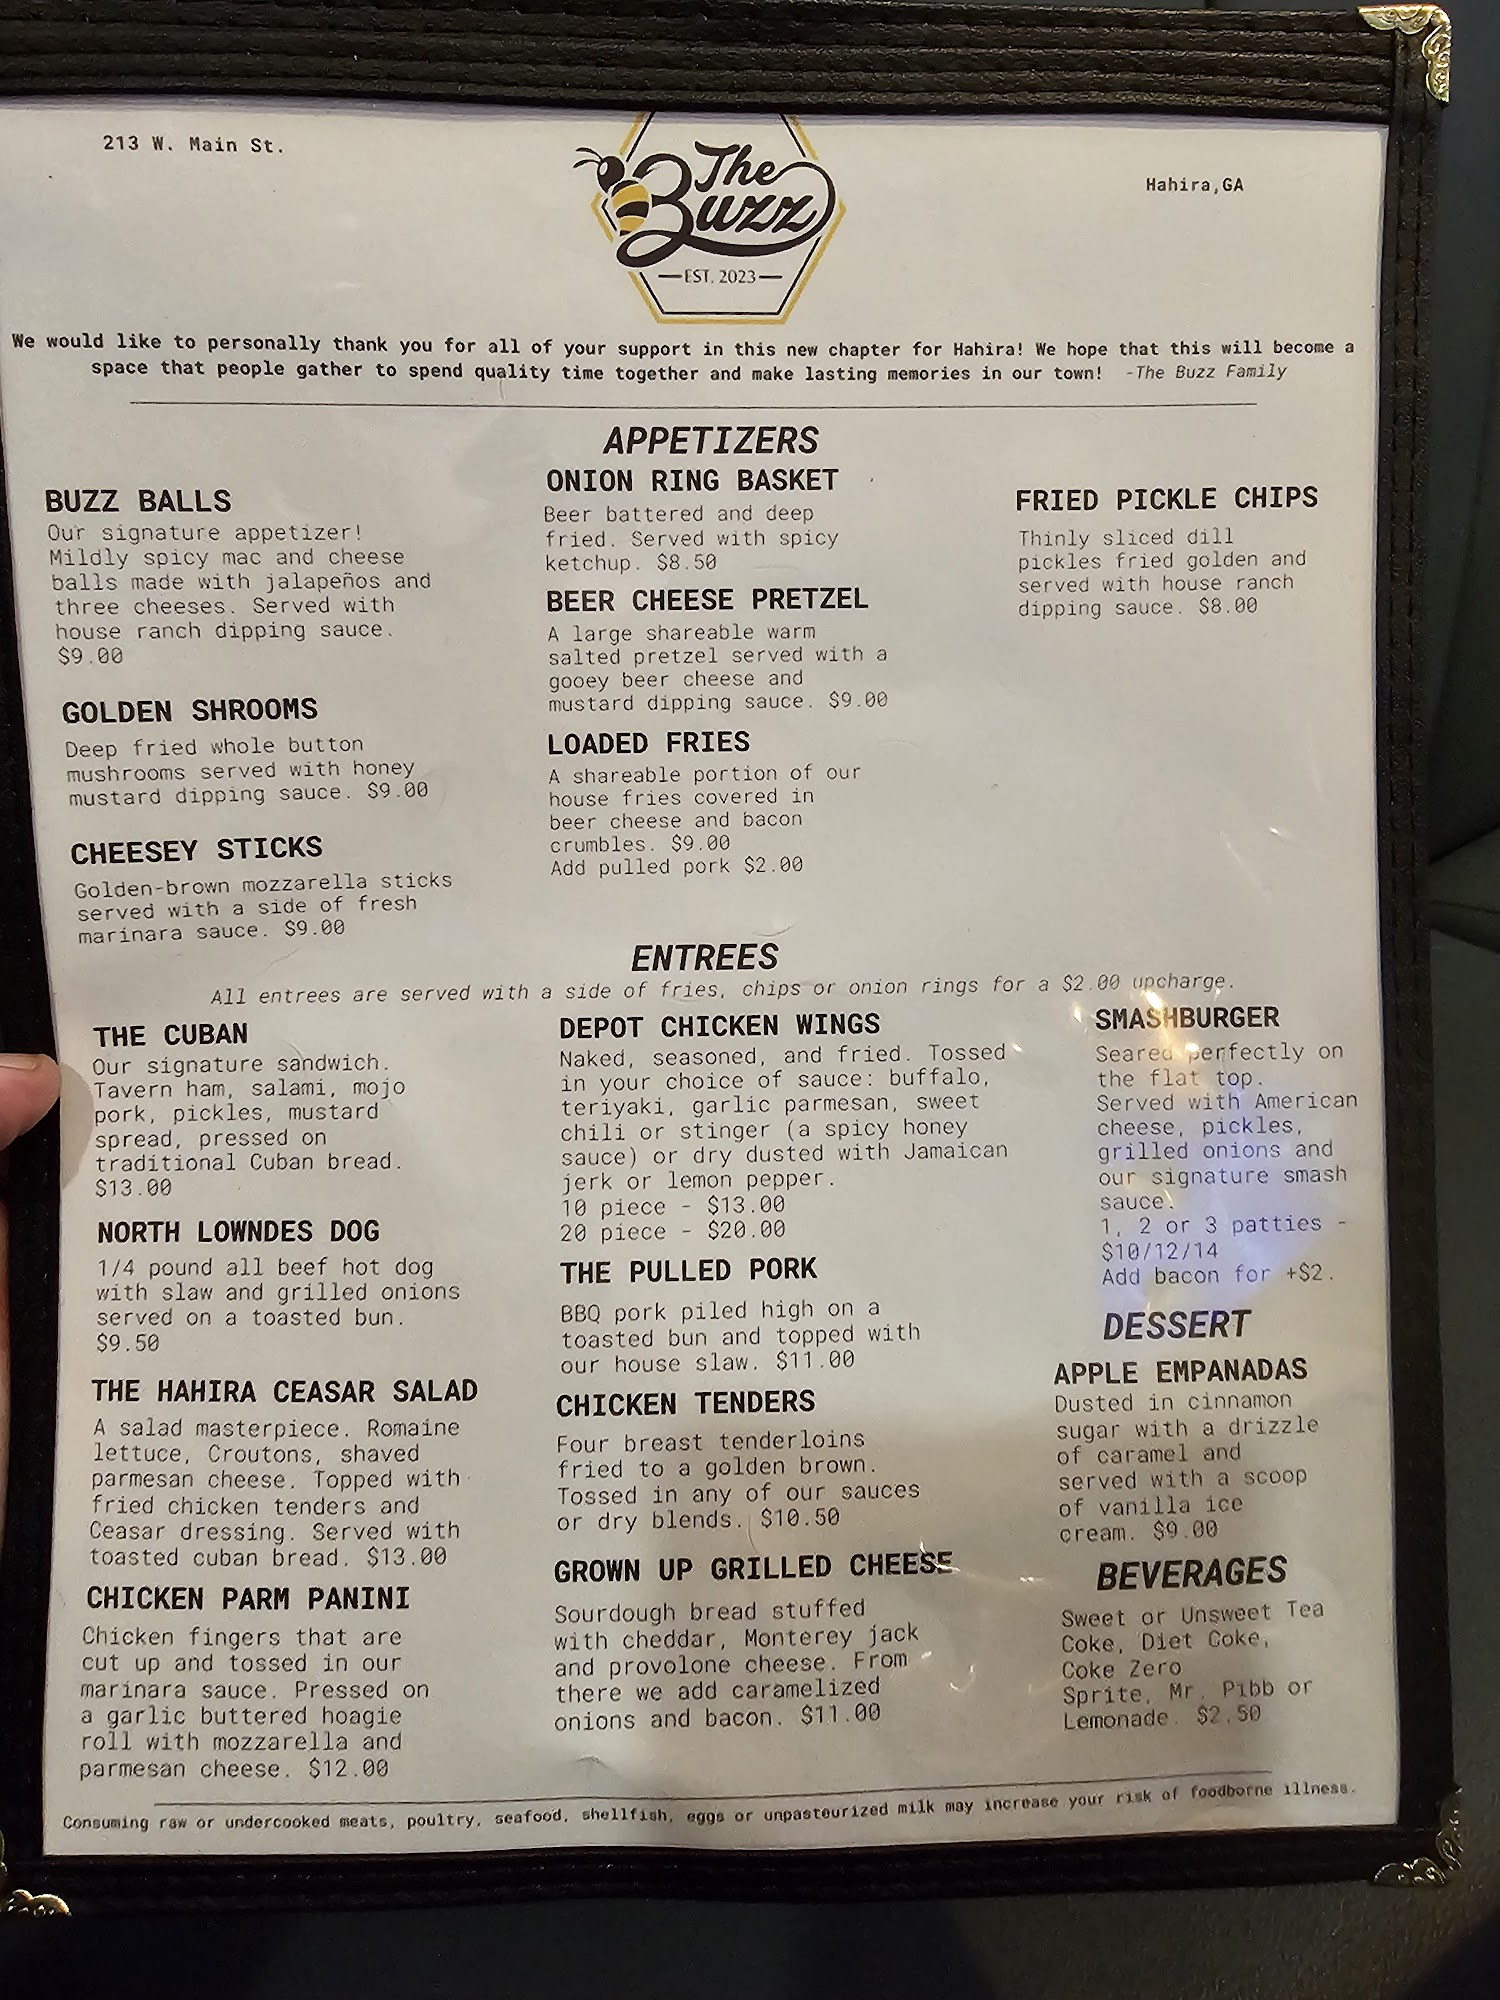 213 W. Main St.
The
Buzz
EST. 2023
Hahira,GA
We would like to personally thank you for all of your support in this new chapter for Hahira! We hope that this will become a
space that people gather to spend quality time together and make lasting memories in our town! -The Buzz Family
APPETIZERS
BUZZ BALLS
Our signature appetizer!
Mildly spicy mac and cheese
balls made with jalapeños and
three cheeses. Served with
house ranch dipping sauce.
$9.00
GOLDEN SHROOMS
Deep fried whole button
mushrooms served with honey
mustard dipping sauce. $9.00
CHEESEY STICKS
Golden-brown mozzarella sticks
served with a side of fresh
marinara sauce. $9.00
ONION RING BASKET
Beer battered and deep
fried. Served with spicy
ketchup. $8.50
BEER CHEESE PRETZEL
A large shareable warm
salted pretzel served with a
gooey beer cheese and
mustard dipping sauce. $9.00
LOADED FRIES
A shareable portion of our
house fries covered in
beer cheese and bacon
crumbles. $9.00
Add pulled pork $2.00
FRIED PICKLE CHIPS
Thinly sliced dill
pickles fried golden and
served with house ranch
dipping sauce. $8.00
ENTREES
All entrees are served with a side of fries, chips or onion rings for a $2.00 upcharge.
THE CUBAN
Our signature sandwich.
Tavern ham, salami, mojo
pork, pickles, mustard
spread, pressed on
traditional Cuban bread.
$13.00
NORTH LOWNDES DOG
1/4 pound all beef hot dog
with slaw and grilled onions
served on a toasted bun.
$9.50
THE HAHIRA CEASAR SALAD
A salad masterpiece. Romaine
lettuce, Croutons, shaved
parmesan cheese. Topped with
fried chicken tenders and
Ceasar dressing. Served with
toasted cuban bread. $13.00
CHICKEN PARM PANINI
Chicken fingers that are
cut up and tossed in our
marinara sauce. Pressed on
a garlic buttered hoagie
roll with mozzarella and
parmesan cheese. $12.00
DEPOT CHICKEN WINGS
Naked, seasoned, and fried. Tossed
in your choice of sauce: buffalo,
teriyaki, garlic parmesan, sweet
chili or stinger (a spicy honey
sauce) or dry dusted with Jamaican
jerk or lemon pepper.
10 piece - $13.00
20 piece - $20.00
THE PULLED PORK
BBQ pork piled high on a
toasted bun and topped with
our house slaw. $11.00
CHICKEN TENDERS
Four breast tenderloins
fried to a golden brown.
Tossed in any of our sauces
or dry blends. $10.50
GROWN UP GRILLED CHEESE
Sourdough bread stuffed
with cheddar, Monterey jack
and provolone cheese. From
there we add caramelized
onions and bacon. $11.00
SMASHBURGER
Seared perfectly on
the flat top.
Served with American
cheese, pickles,
grilled onions and
our signature smash
sauce.
1, 2 or 3 patties -
$10/12/14
Add bacon for +$2.
DESSERT
APPLE EMPANADAS
Dusted in cinnamon
sugar with a drizzle
of caramel and
served with a scoop
of vanilla ice
cream. $9.00
BEVERAGES
Sweet or Unsweet Tea
Coke, Diet Coke,
Coke Zero
Sprite, Mr. Pibb or
Lemonade. $2.50
Consuming raw or undercooked meats, poultry, seafood, shellfish, eggs or unpasteurized milk may increase your risk of foodborne illness.